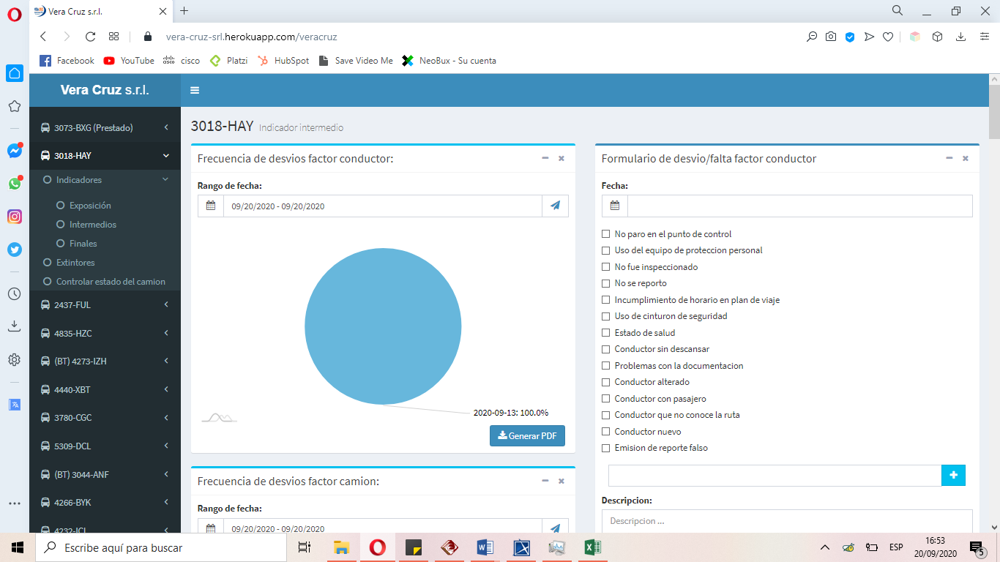 Vera Cruz s.r.l.
vera-cruz-srl.herokuapp.com/veracruz
Facebook
YouTube
cisco
Platzi
HubSpot
Save Video Me
NeoBux - Su cuenta
Vera Cruz s.r.l.
3073-BXG (Prestado)
3018-HAY
Indicadores
Exposición
Intermedios
Finales
Extintores
Controlar estado del camion
2437-FUL
4835-HZC
(BT) 4273-IZH
4440-XBT
3780-CGC
5309-DCL
(BT) 3044-ANF
4266-BYK
3018-HAY Indicador intermedio
Frecuencia de desvios factor conductor:
Rango de fecha:
09/20/2020 - 09/20/2020
2020-09-13: 100.0%
Generar PDF
Frecuencia de desvios factor camion:
Rango de fecha:
09/20/2020 - 09/20/2020
Formulario de desvio/falta factor conductor
Fecha:
No paro en el punto de control
Uso del equipo de proteccion personal
No fue inspeccionado
No se reporto
Incumplimiento de horario en plan de viaje
Uso de cinturon de seguridad
Estado de salud
Conductor sin descansar
Problemas con la documentacion
Conductor alterado
Conductor con pasajero
Conductor que no conoce la ruta
Conductor nuevo
Emision de reporte falso
Descripcion:
Descripcion ...
Escribe aquí para buscar
ESP
16:53
20/09/2020
5